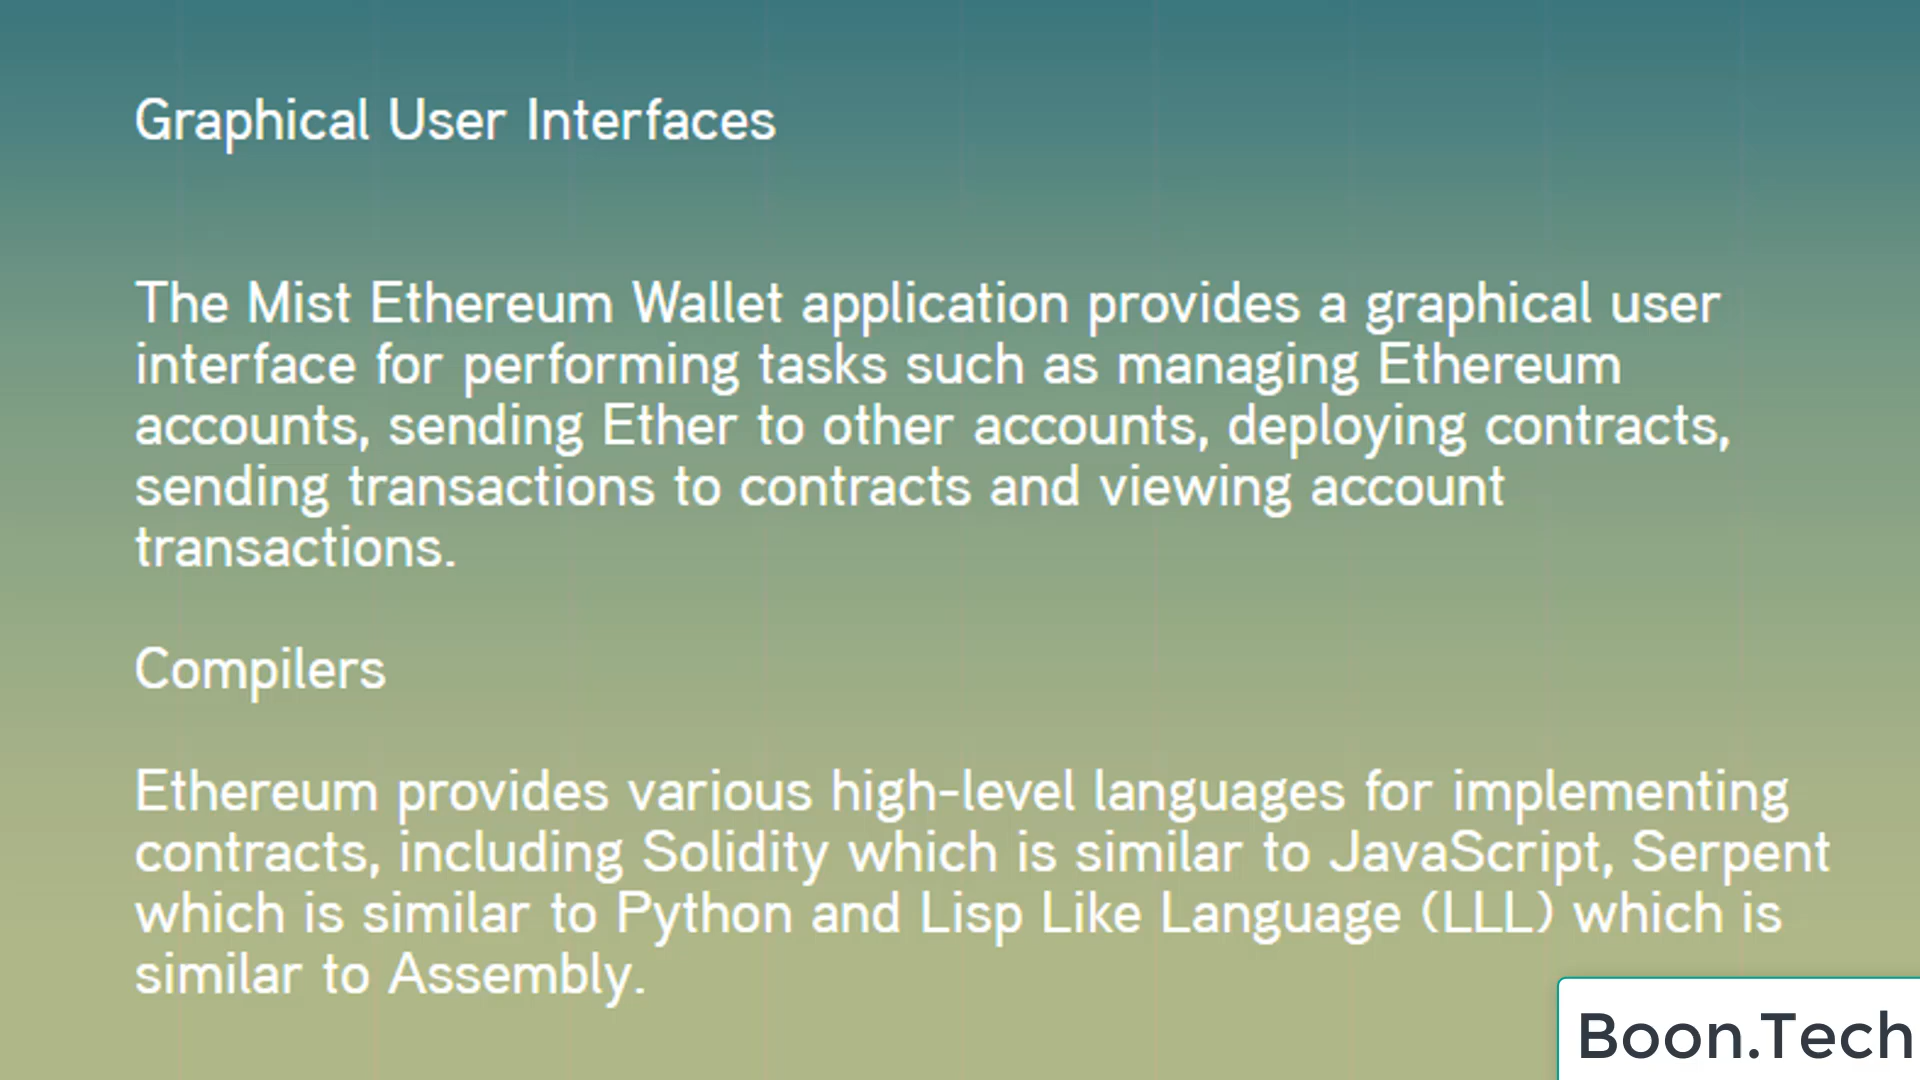 Graphical User Interfaces
The Mist Ethereum Wallet application provides a graphical user
interface for performing tasks such as managing Ethereum
accounts, sending Ether to other accounts, deploying contracts,
sending transactions to contracts and viewing account
transactions.
Compilers
Ethereum provides various high-level languages for implementing
contracts, including Solidity which is similar to JavaScript, Serpent
which is similar to Python and Lisp Like Language (LLL) which is
similar to Assembly.
Boon.Tech